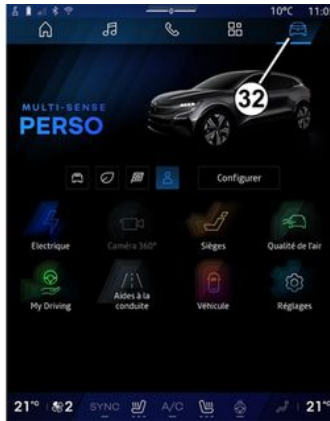 10°C 11:0
32
MULTI-SENSE
PERSO
Configurer
Électrique
Caméra 360°
Sièges
Qualité de l'air
My Driving
Aides à la
conduite
Véhicule
Réglages
21°° 2 SYNC A/C 21°